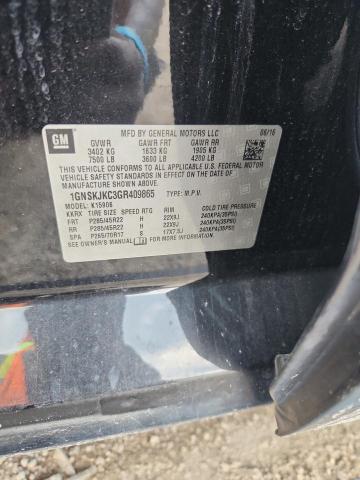 GM
MFD BY GENERAL MOTORS LLC 06/16
GVWR GAWR FRT GAWR RR
3402 KG 1633 KG 1905 KG
7500 LB 3600 LB 4200 LB
THIS VEHICLE CONFORMS TO ALL APPLICABLE U.S. FEDERAL MOTOR
VEHICLE SAFETY STANDARDS IN EFFECT ON THE DATE OF
MANUFACTURE SHOWN ABOVE.
1GNSKJKC3GR409865 TYPE: M.P.V.
MODEL: K15906
KKRX TIRE SIZE SPEED RTG RIM COLD TIRE PRESSURE
FRT P285/45R22 H 22X9J 240KPA(35PSI)
RR P285/45R22 H 22X9J 240KPA(35PSI)
SPA P265/70R17 S 17X7.5J 240KPA(35PSI)
SEE OWNER'S MANUAL FOR ADDITIONAL INFORMATION.